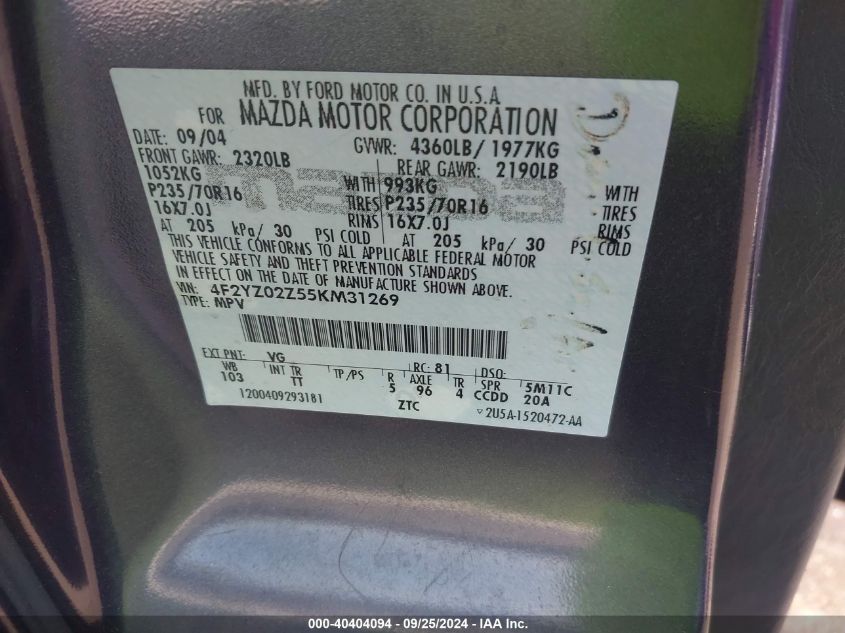 MFD. BY FORD MOTOR CO. IN U.S.A
FOR MAZDA MOTOR CORPORATION
DATE: 09/04 GVWR: 4360LB/ 1977KG
FRONT GAWR: 2320LB REAR GAWR: 2190LB
1052KG WITH 993KG WITH
P235/70R16 TIRES P235/70R16 TIRES
16X7.0J RIMS 16X7.0J RIMS
AT 205 kPa/ 30 PSI COLD AT 205 kPa/ 30 PSI COLD
THIS VEHICLE CONFORMS TO ALL APPLICABLE FEDERAL MOTOR
VEHICLE SAFETY AND THEFT PREVENTION STANDARDS
IN EFFECT ON THE DATE OF MANUFACTURE SHOWN ABOVE.
VIN: 4F2YZ02Z55KM31269
TYPE: MPV
EXT PNT: VG RC: 81 DSO:
WB INT TR TP/PS R AXLE TR SPR 5M11C
103 TT 5 96 4 CCDD 20A
1200409293181 ZTC 2U5A-1520472-AA
000-40404094 - 09/25/2024 - © IAA Inc.